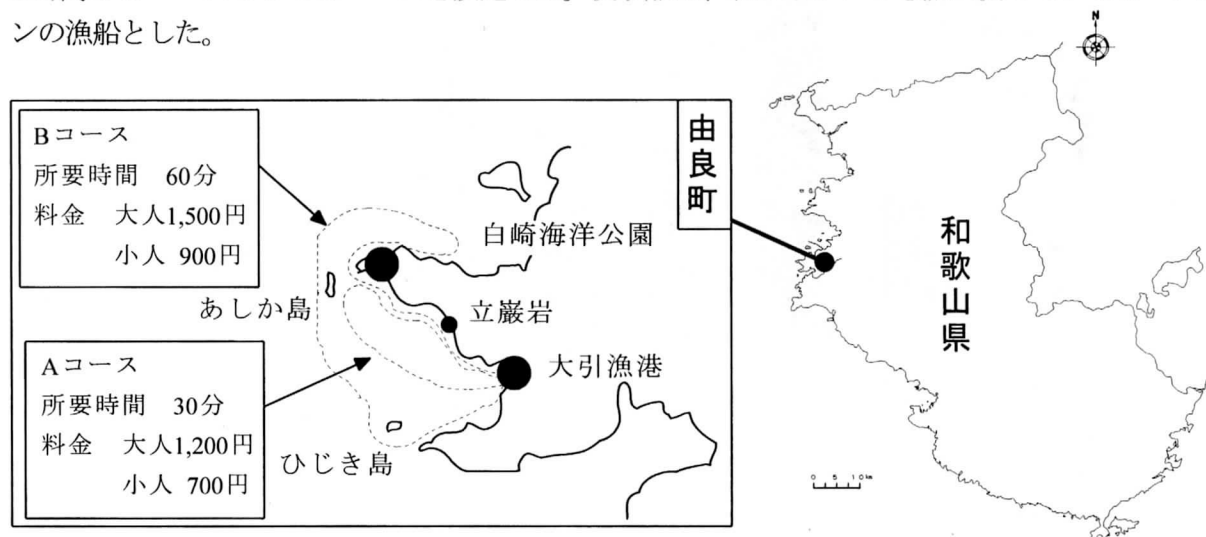 ンの漁船とした。
Bコース
所要時間 60分
料金 大人1,500円
小人 900円
由良町
白崎海洋公園
あしか島
立巌岩
大引漁港
Aコース
所要時間 30分
料金 大人1,200円
小人 700円
ひじき島
N
和歌山県
0 5 10km